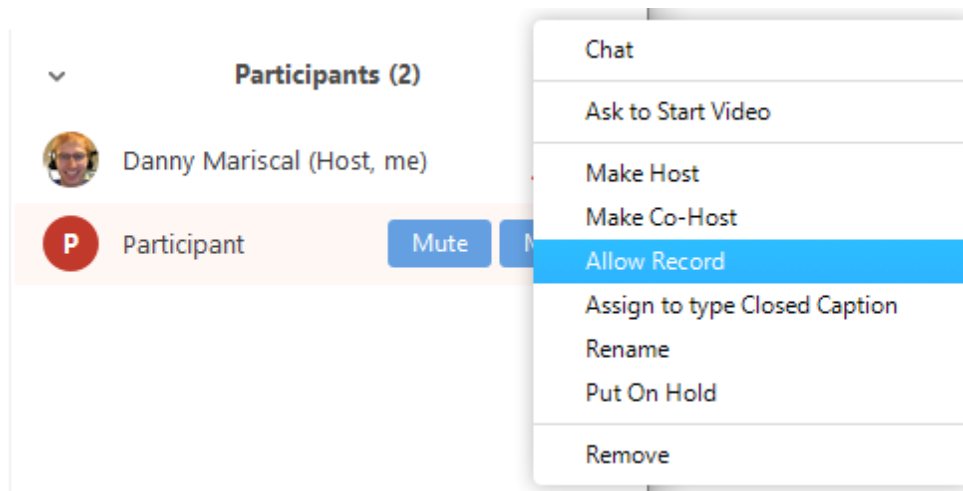 Participants (2)
Danny Mariscal (Host, me)
P Participant Mute
Chat
Ask to Start Video
Make Host
Make Co-Host
Allow Record
Assign to type Closed Caption
Rename
Put On Hold
Remove